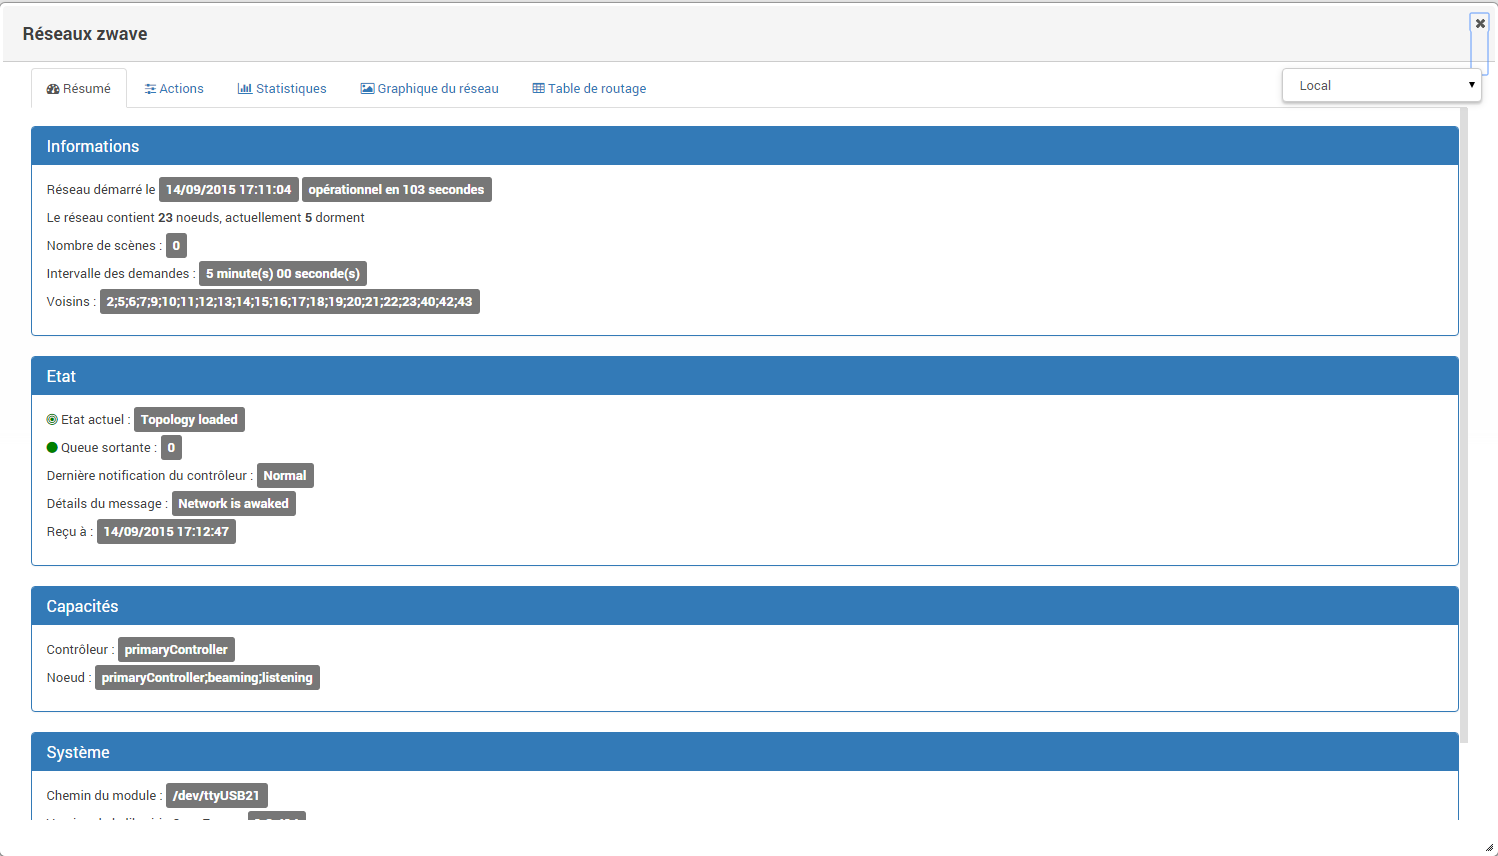 Réseaux zwave
Résumé Actions Statistiques Graphique du réseau Table de routage Local
Informations
Réseau démarré le 14/09/2015 17:11:04 opérationnel en 103 secondes
Le réseau contient 23 noeuds, actuellement 5 dorment
Nombre de scènes : 0
Intervalle des demandes : 5 minute(s) 00 seconde(s)
Voisins : 2;5;6;7;9;10;11;12;13;14;15;16;17;18;19;20;21;22;23;40;42;43
Etat
Etat actuel : Topology loaded
Queue sortante : 0
Dernière notification du contrôleur : Normal
Détails du message : Network is awaked
Reçu à : 14/09/2015 17:12:47
Capacités
Contrôleur : primaryController
Noeud : primaryController;beaming;listening
Système
Chemin du module : /dev/ttyUSB21